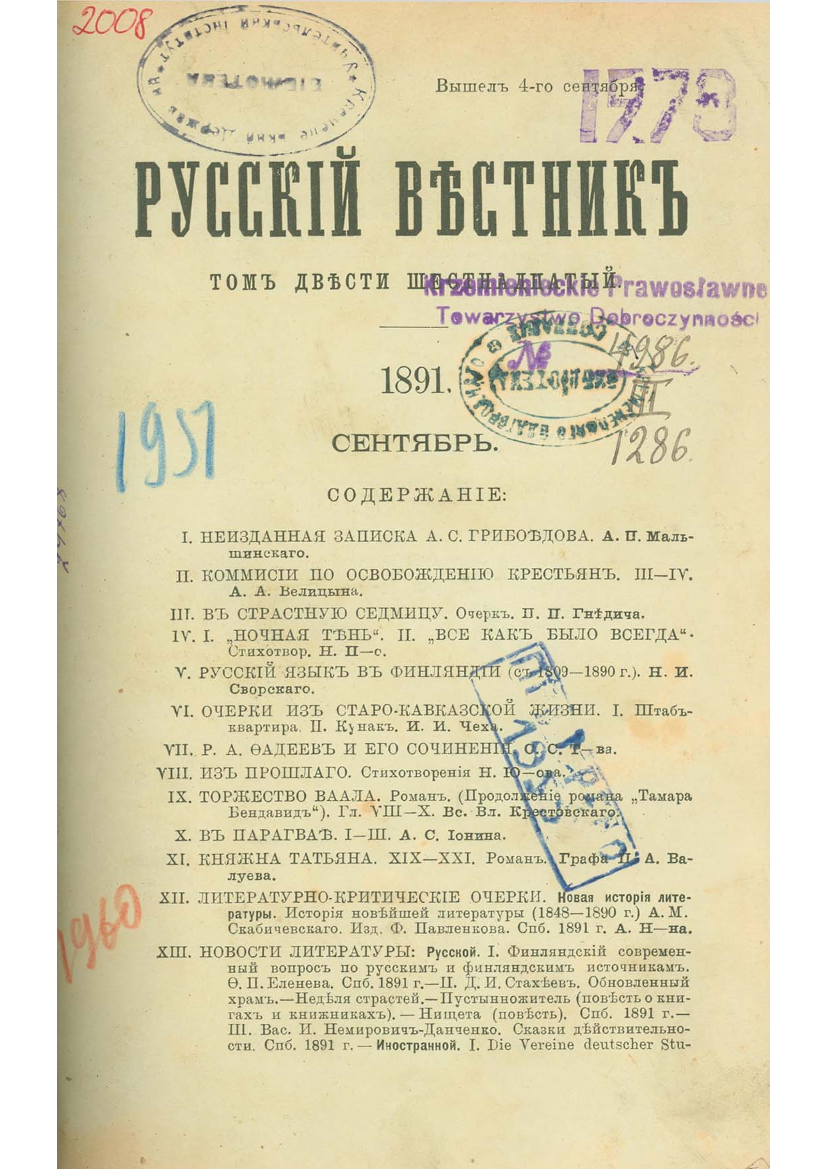 2008
Вышелъ 4-го сентября.
1978
РУССКІЙ ВѢСТНИКЪ
ТОМЪ ДВѢСТИ ШЕСТНАДЦАТЫЙ.
Krzemienieckie Prawosławne
Towarzystwo Dobroczynności
№ 4986.
1891.
III
1286.
1951
СЕНТЯБРЬ.
СОДЕРЖАНІЕ:
I. НЕИЗДАННАЯ ЗАПИСКА А. С. ГРИБОѢДОВА. А. П. Маль-
шинскаго.
II. КОММИСІИ ПО ОСВОБОЖДЕНІЮ КРЕСТЬЯНЪ. III—IV.
А. А. Велицына.
III. ВЪ СТРАСТНУЮ СЕДМИЦУ. Очеркъ. П. П. Гнѣдича.
IV. I. „НОЧНАЯ ТѢНЬ“. II. „ВСЕ КАКЪ БЫЛО ВСЕГДА“.
Стихотвор. Н. П—с.
V. РУССКІЙ ЯЗЫКЪ ВЪ ФИНЛЯНДІИ (съ 1809—1890 г.). Н. И.
Сворскаго.
VI. ОЧЕРКИ ИЗЪ СТАРО-КАВКАЗСКОЙ ЖИЗНИ. I. Штабъ-
квартира. II. Кунакъ. И. И. Чеха.
VII. Р. А. ѲАДЕЕВЪ И ЕГО СОЧИНЕНІЯ. О. С. Т—ва.
VIII. ИЗЪ ПРОШЛАГО. Стихотворенія Н. Ю—ова.
IX. ТОРЖЕСТВО ВААЛА. Романъ. (Продолженіе романа „Тамара
Бендавидъ“). Гл. VIII—X. Вс. Вл. Крестовскаго.
X. ВЪ ПАРАГВАѢ. I—III. А. С. Іонина.
XI. КНЯЖНА ТАТЬЯНА. XIX—XXI. Романъ. Графа П. А. Ва-
луева.
XII. ЛИТЕРАТУРНО-КРИТИЧЕСКІЕ ОЧЕРКИ. Новая исторія лите-
ратуры. Исторія новѣйшей литературы (1848—1890 г.) А. М.
Скабичевскаго. Изд. Ф. Павленкова. Спб. 1891 г. А. Н—на.
1960
XIII. НОВОСТИ ЛИТЕРАТУРЫ: Русской. I. Финляндскій современ-
ный вопросъ по русскимъ и финляндскимъ источникамъ.
Ѳ. П. Еленева. Спб. 1891 г.—II. Д. И. Стахѣевъ. Обновленный
храмъ.—Недѣля страстей.—Пустынножитель (повѣсть о кни-
гахъ и книжникахъ). — Нищета (повѣсть). Спб. 1891 г.—
III. Вас. И. Немировичъ-Данченко. Сказки дѣйствительно-
сти. Спб. 1891 г. — Иностранной. I. Die Vereine deutscher Stu-